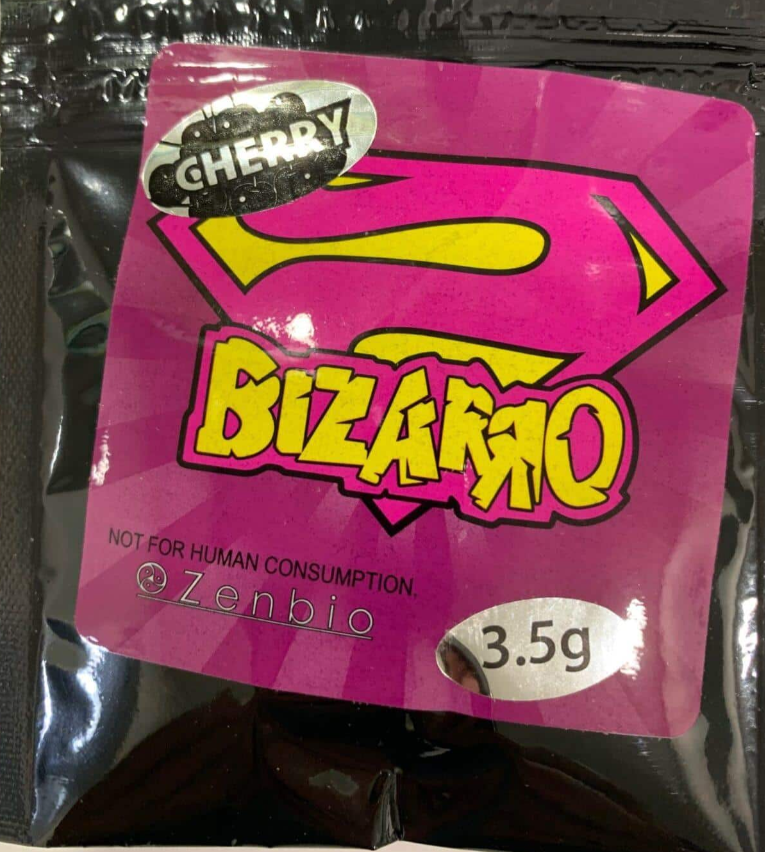 CHERRY
BIZARRO
NOT FOR HUMAN CONSUMPTION.
Zenbio
3.5g